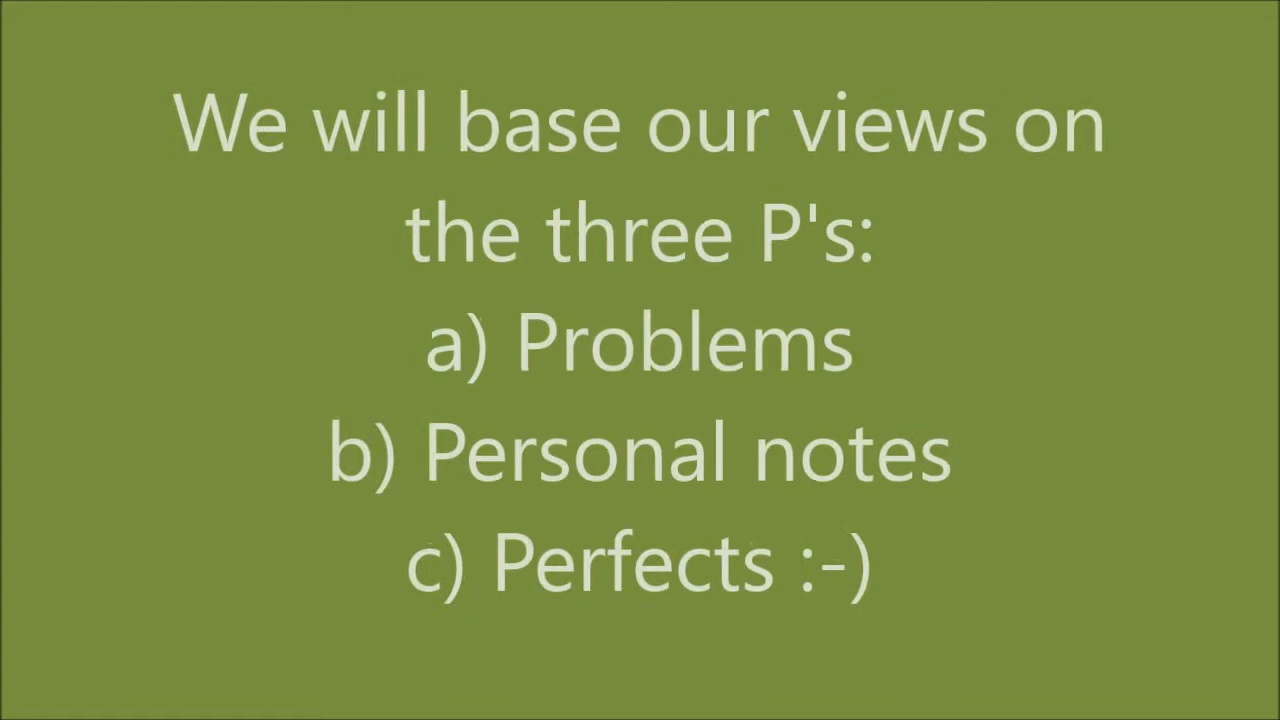 We will base our views on
the three P's:
a) Problems
b) Personal notes
c) Perfects :-)